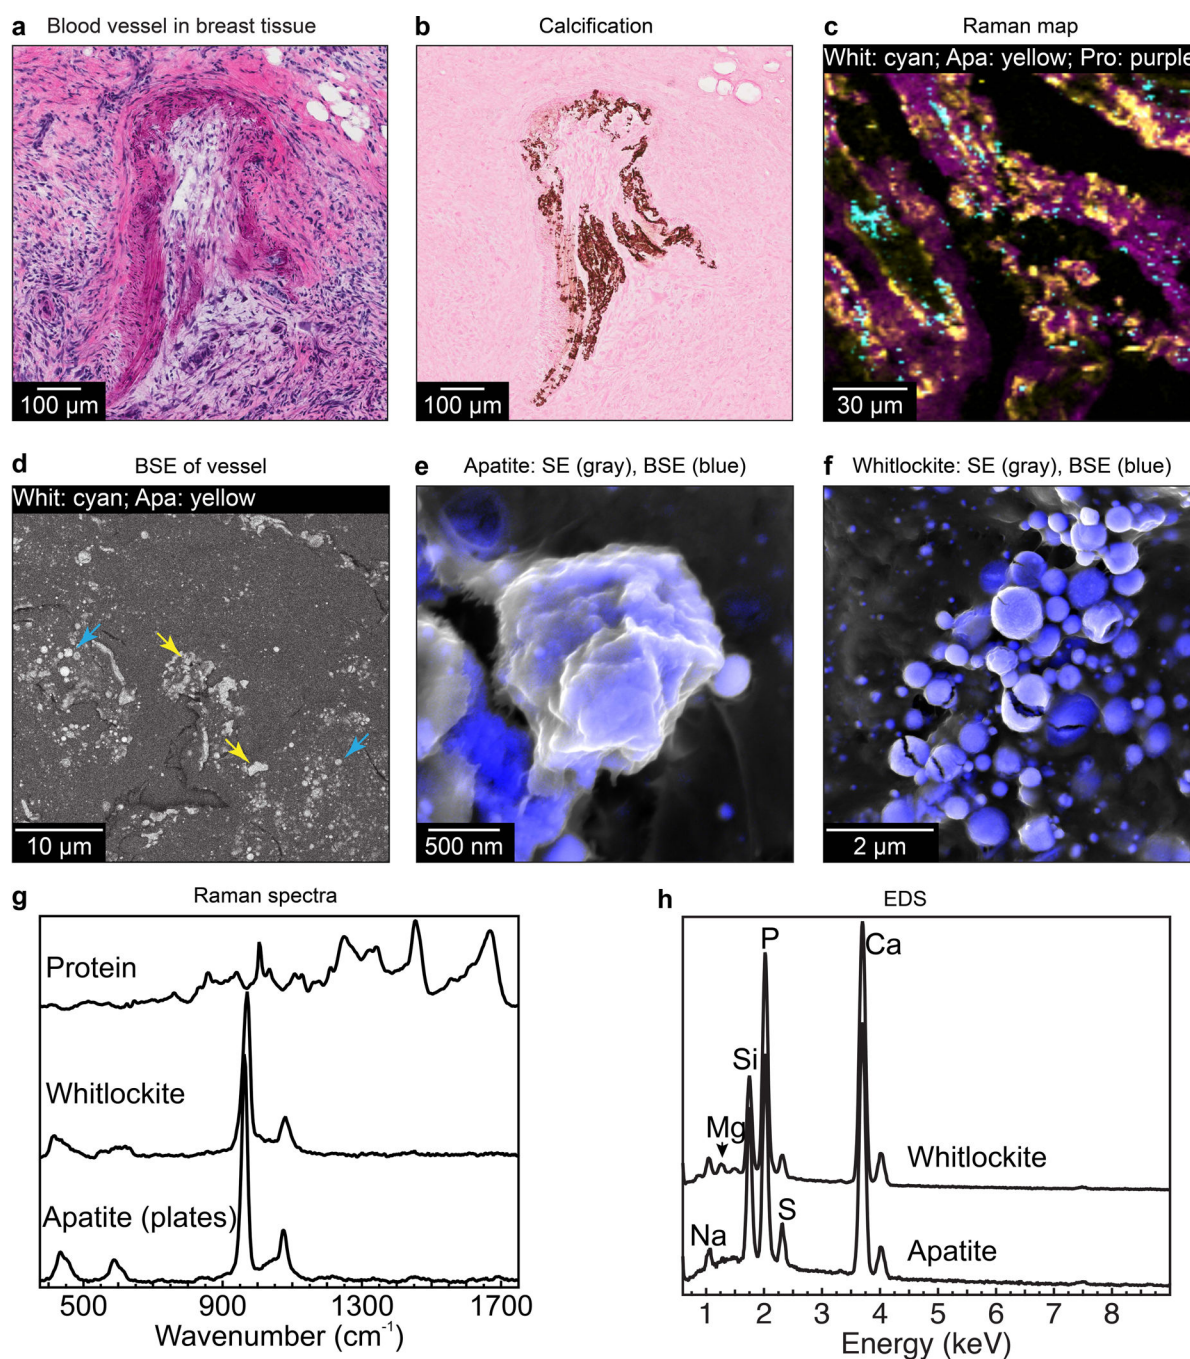 a Blood vessel in breast tissue
100 µm
b Calcification
100 µm
c Raman map
Whit: cyan; Apa: yellow; Pro: purple
30 µm
d BSE of vessel
Whit: cyan; Apa: yellow
10 µm
e Apatite: SE (gray), BSE (blue)
500 nm
f Whitlockite: SE (gray), BSE (blue)
2 µm
g Raman spectra
Protein
Whitlockite
Apatite (plates)
500 900 1300 1700
Wavenumber (cm⁻¹)
h EDS
P
Ca
Si
Mg
Whitlockite
S
Na
Apatite
1 2 3 4 5 6 7 8
Energy (keV)